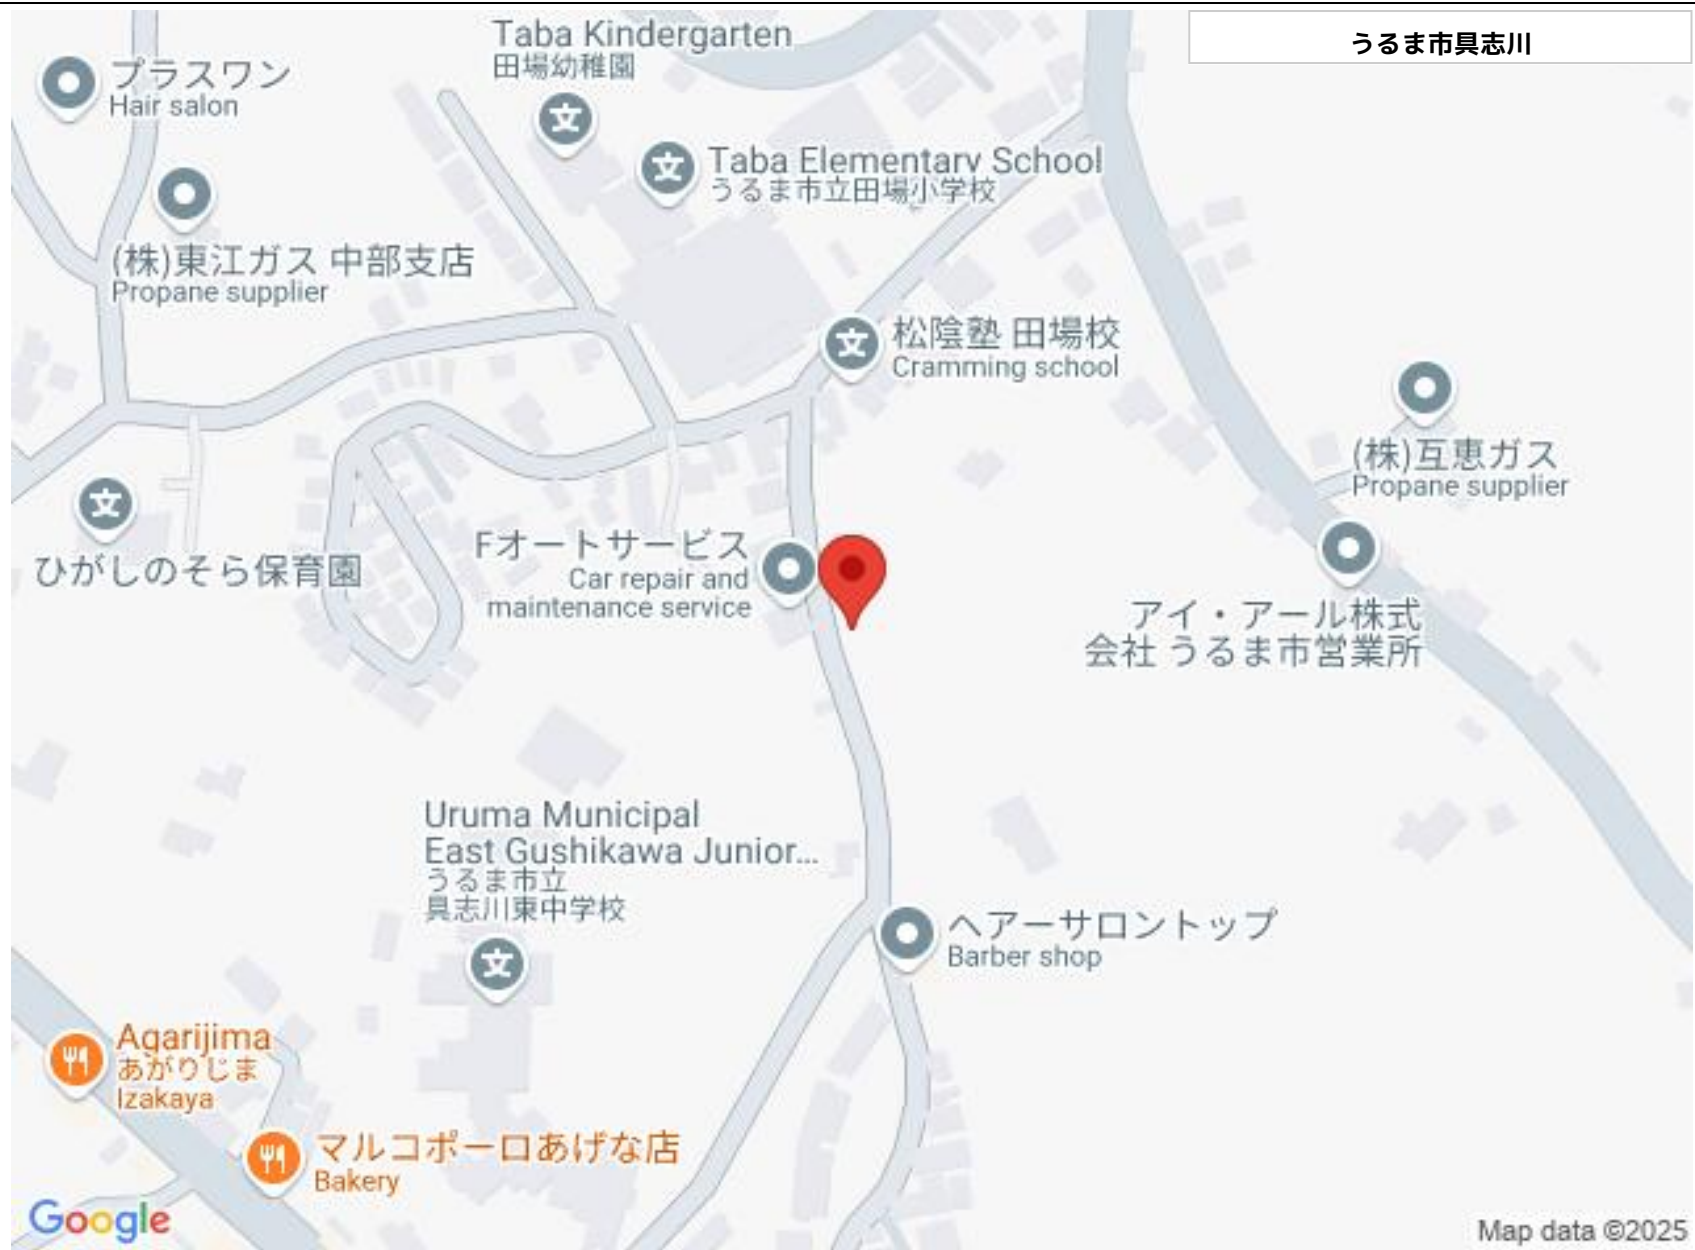 うるま市具志川
Taba Kindergarten
田場幼稚園
プラスワン
Hair salon
Taba Elementary School
うるま市立田場小学校
(株)東江ガス 中部支店
Propane supplier
松陰塾 田場校
Cramming school
(株)互恵ガス
Propane supplier
ひがしのそら保育園
Fオートサービス
Car repair and
maintenance service
アイ・アール株式
会社 うるま市営業所
Uruma Municipal
East Gushikawa Junior...
うるま市立
具志川東中学校
ヘアーサロントップ
Barber shop
Agarijima
あがりじま
Izakaya
マルコポーロあげな店
Bakery
Google
Map data ©2025